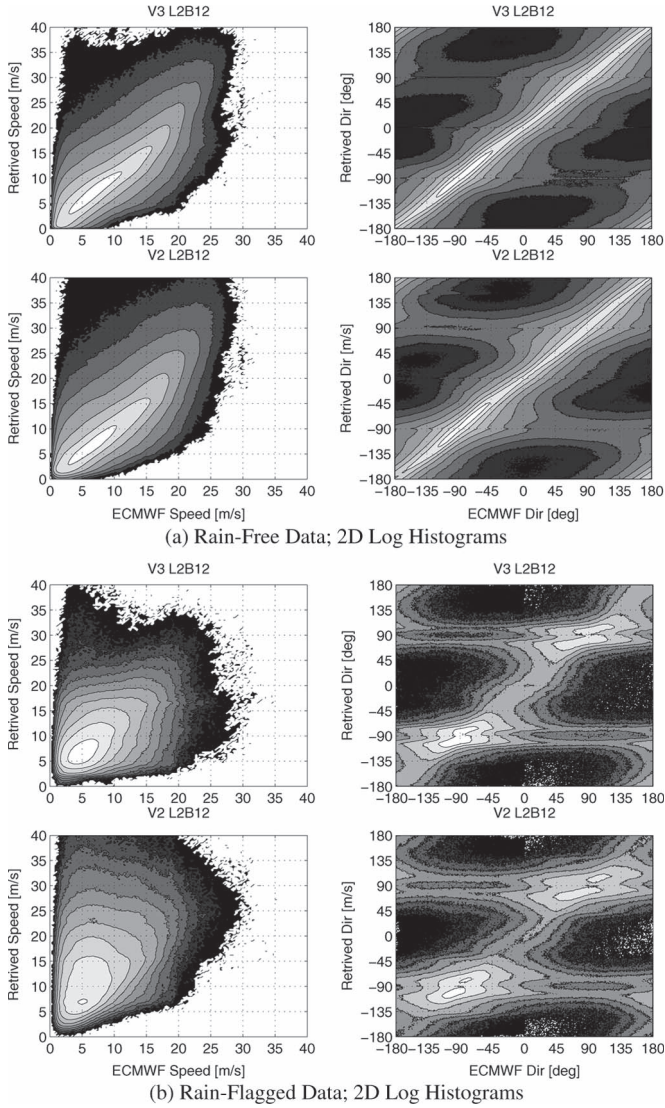 V3 L2B12
Retrived Speed [m/s]
40
35
30
25
20
15
10
5
0
0 5 10 15 20 25 30 35 40
V3 L2B12
Retrived Dir [deg]
180
135
90
45
0
-45
-90
-135
-180
-180 -135 -90 -45 0 45 90 135 180
V2 L2B12
Retrived Speed [m/s]
40
35
30
25
20
15
10
5
0
0 5 10 15 20 25 30 35 40
ECMWF Speed [m/s]
V2 L2B12
Retrived Dir [m/s]
180
135
90
45
0
-45
-90
-135
-180
-180 -135 -90 -45 0 45 90 135 180
ECMWF Dir [deg]
(a) Rain-Free Data; 2D Log Histograms
V3 L2B12
Retrived Speed [m/s]
40
35
30
25
20
15
10
5
0
0 5 10 15 20 25 30 35 40
V3 L2B12
Retrived Dir [deg]
180
135
90
45
0
-45
-90
-135
-180
-180 -135 -90 -45 0 45 90 135 180
V2 L2B12
Retrived Speed [m/s]
40
35
30
25
20
15
10
5
0
0 5 10 15 20 25 30 35 40
ECMWF Speed [m/s]
V2 L2B12
Retrived Dir [m/s]
180
135
90
45
0
-45
-90
-135
-180
-180 -135 -90 -45 0 45 90 135 180
ECMWF Dir [deg]
(b) Rain-Flagged Data; 2D Log Histograms